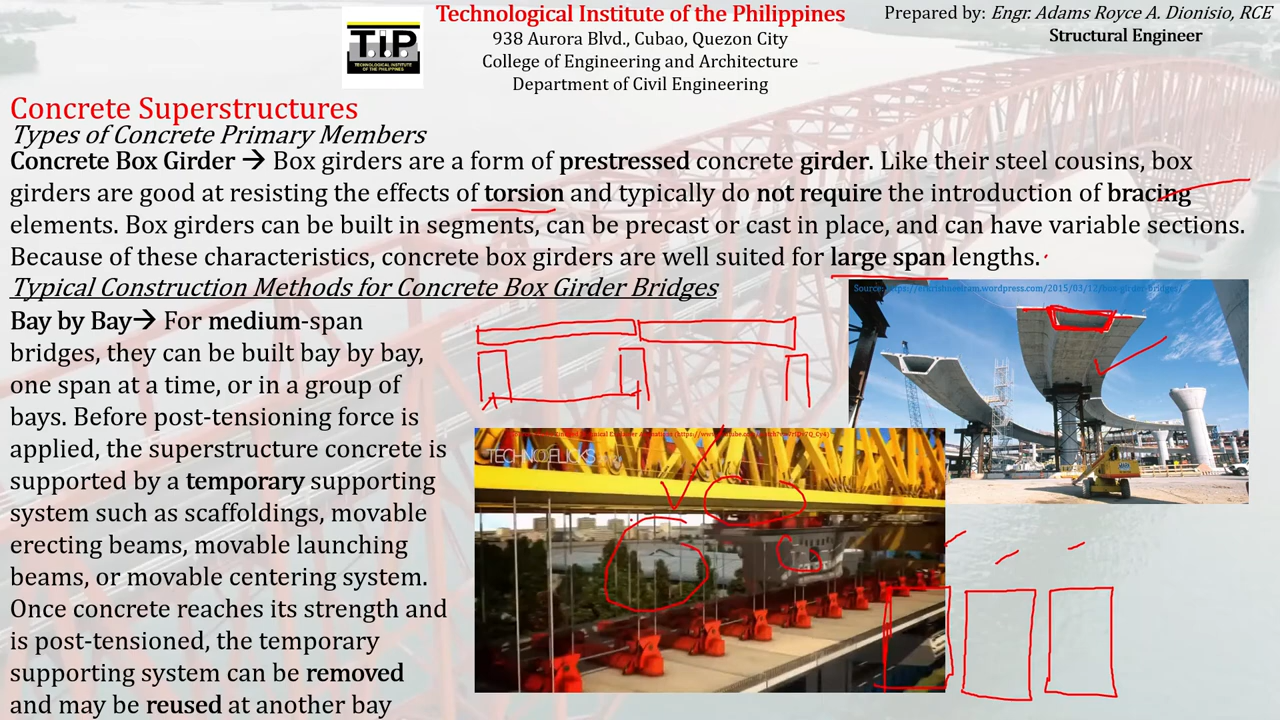 Technological Institute of the Philippines
938 Aurora Blvd., Cubao, Quezon City
College of Engineering and Architecture
Department of Civil Engineering
Prepared by: Engr. Adams Royce A. Dionisio, RCE
Structural Engineer
TiP
TECHNOLOGICAL INSTITUTE
OF THE PHILIPPINES
Concrete Superstructures
Types of Concrete Primary Members
Concrete Box Girder → Box girders are a form of prestressed concrete girder. Like their steel cousins, box
girders are good at resisting the effects of torsion and typically do not require the introduction of bracing
elements. Box girders can be built in segments, can be precast or cast in place, and can have variable sections.
Because of these characteristics, concrete box girders are well suited for large span lengths.
Typical Construction Methods for Concrete Box Girder Bridges
Bay by Bay→ For medium-span
bridges, they can be built bay by bay,
one span at a time, or in a group of
bays. Before post-tensioning force is
applied, the superstructure concrete is
supported by a temporary supporting
system such as scaffoldings, movable
erecting beams, movable launching
beams, or movable centering system.
Once concrete reaches its strength and
is post-tensioned, the temporary
supporting system can be removed
and may be reused at another bay
TECHNOFLICKS